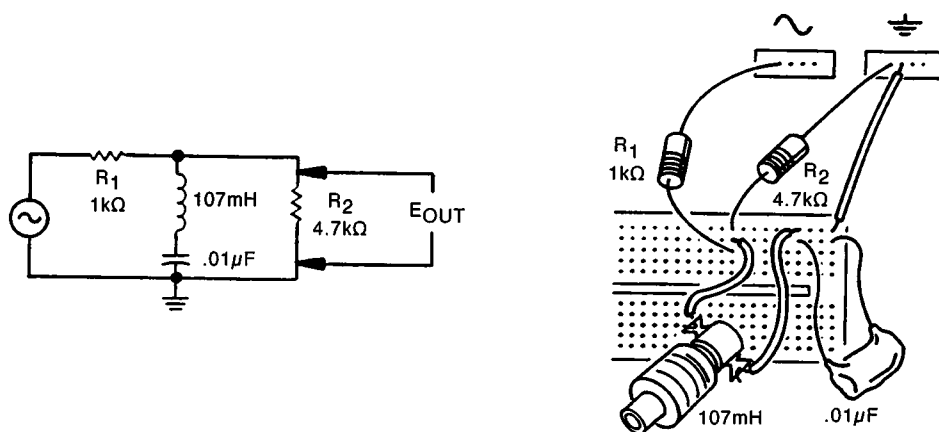 R1
1kΩ
107mH
.01µF
R2
4.7kΩ
EOUT
R1
1kΩ
R2
4.7kΩ
107mH
.01µF